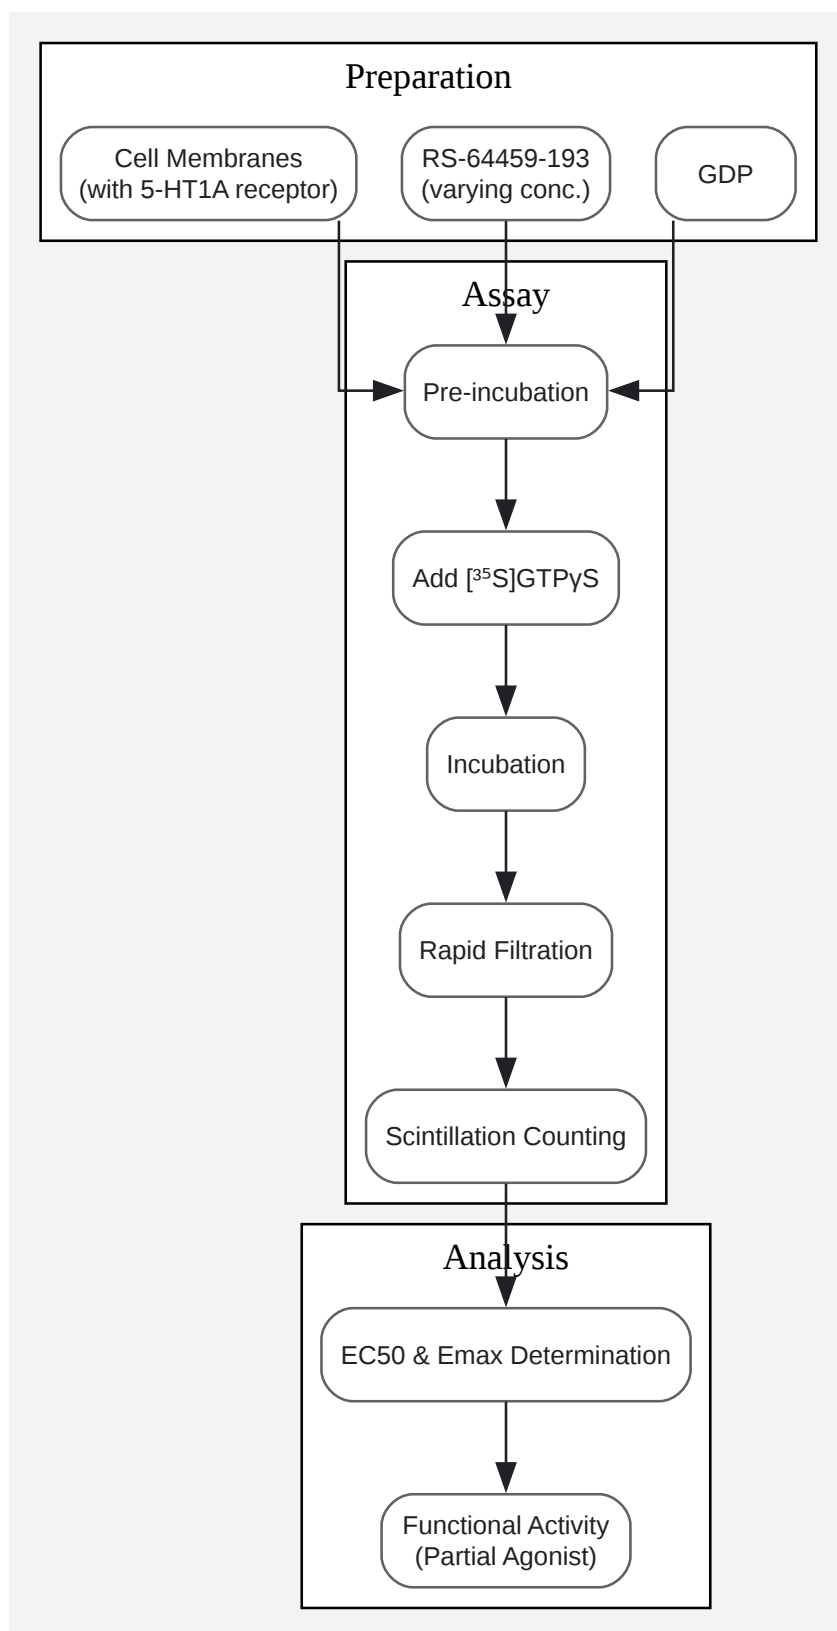 Preparation
Cell Membranes
(with 5-HT1A receptor)
RS-64459-193
(varying conc.)
GDP
Assay
Pre-incubation
Add [³⁵S]GTPγS
Incubation
Rapid Filtration
Scintillation Counting
Analysis
EC50 & Emax Determination
Functional Activity
(Partial Agonist)